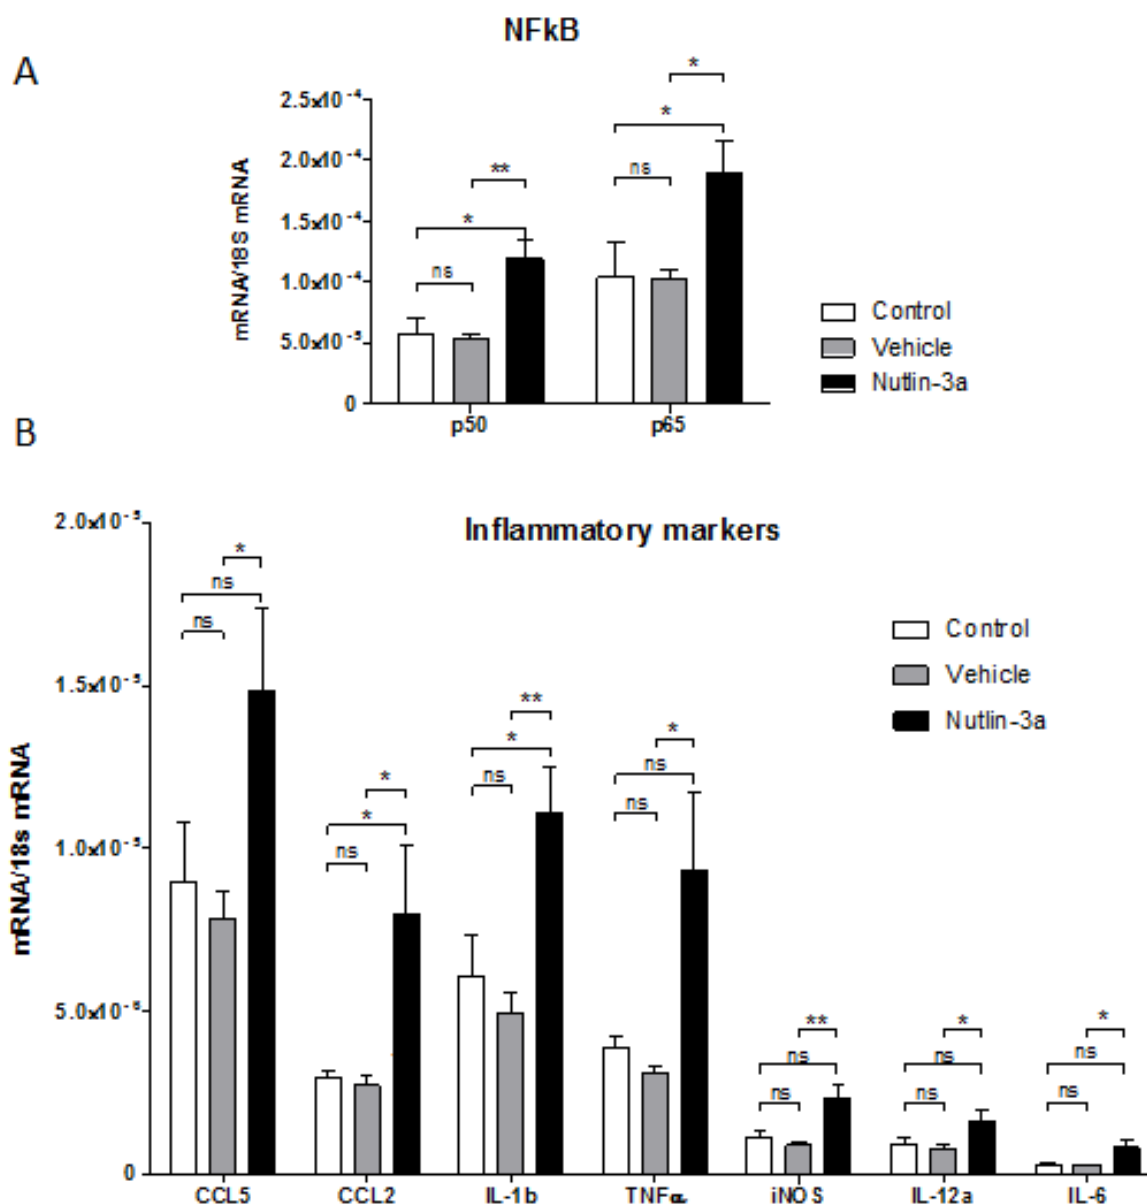 NFkB
A
mRNA/18S mRNA
2.5x10⁻⁴
2.0x10⁻⁴
1.5x10⁻⁴
1.0x10⁻⁴
5.0x10⁻⁵
0
*
*
ns
**
*
ns
p50 p65
Control
Vehicle
Nutlin-3a
B
Inflammatory markers
mRNA/18s mRNA
2.0x10⁻⁵
1.5x10⁻⁵
1.0x10⁻⁵
5.0x10⁻⁶
0
*
ns
ns
*
*
ns
**
*
ns
*
ns
ns
**
ns
ns
*
ns
ns
*
ns
ns
CCL5 CCL2 IL-1b TNFα iNOS IL-12a IL-6
Control
Vehicle
Nutlin-3a